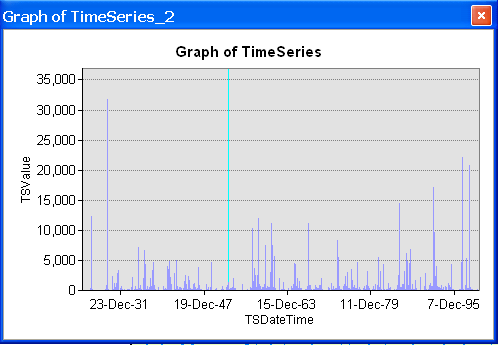 Graph of TimeSeries_2
Graph of TimeSeries
35,000
30,000
25,000
20,000
15,000
10,000
5,000
0
TSValue
23-Dec-31 19-Dec-47 15-Dec-63 11-Dec-79 7-Dec-95
TSDateTime